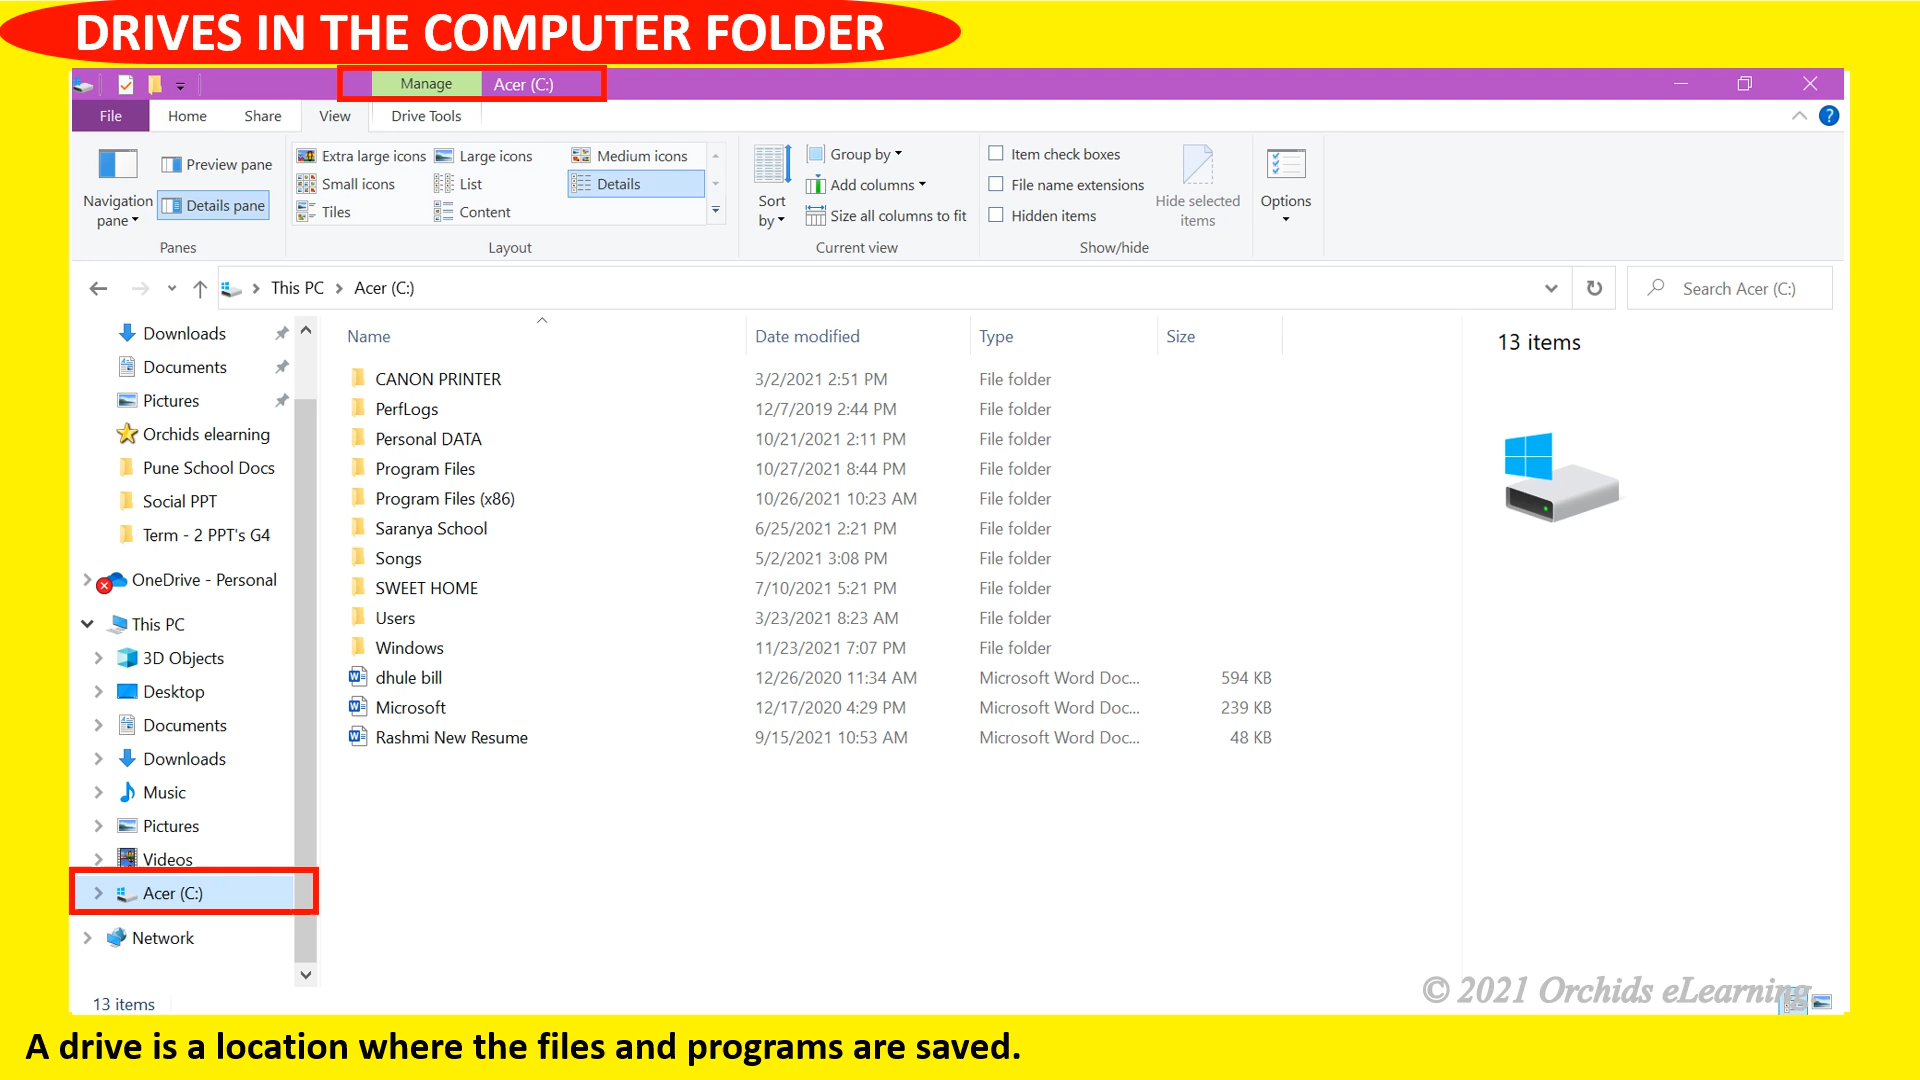 DRIVES IN THE COMPUTER FOLDER
Manage Acer (C:)
File Home Share View Drive Tools
Navigation pane
Preview pane
Details pane
Panes
Extra large icons Large icons Medium icons
Small icons List Details
Tiles Content
Layout
Sort by
Group by
Add columns
Size all columns to fit
Current view
Item check boxes
File name extensions
Hidden items
Hide selected items
Show/hide
Options
This PC > Acer (C:)
Search Acer (C:)
Downloads
Documents
Pictures
Orchids elearning
Pune School Docs
Social PPT
Term - 2 PPT's G4
OneDrive - Personal
This PC
3D Objects
Desktop
Documents
Downloads
Music
Pictures
Videos
Acer (C:)
Network
13 items
Name Date modified Type Size
CANON PRINTER 3/2/2021 2:51 PM File folder
PerfLogs 12/7/2019 2:44 PM File folder
Personal DATA 10/21/2021 2:11 PM File folder
Program Files 10/27/2021 8:44 PM File folder
Program Files (x86) 10/26/2021 10:23 AM File folder
Saranya School 6/25/2021 2:21 PM File folder
Songs 5/2/2021 3:08 PM File folder
SWEET HOME 7/10/2021 5:21 PM File folder
Users 3/23/2021 8:23 AM File folder
Windows 11/23/2021 7:07 PM File folder
dhule bill 12/26/2020 11:34 AM Microsoft Word Doc... 594 KB
Microsoft 12/17/2020 4:29 PM Microsoft Word Doc... 239 KB
Rashmi New Resume 9/15/2021 10:53 AM Microsoft Word Doc... 48 KB
13 items
© 2021 Orchids eLearning
A drive is a location where the files and programs are saved.